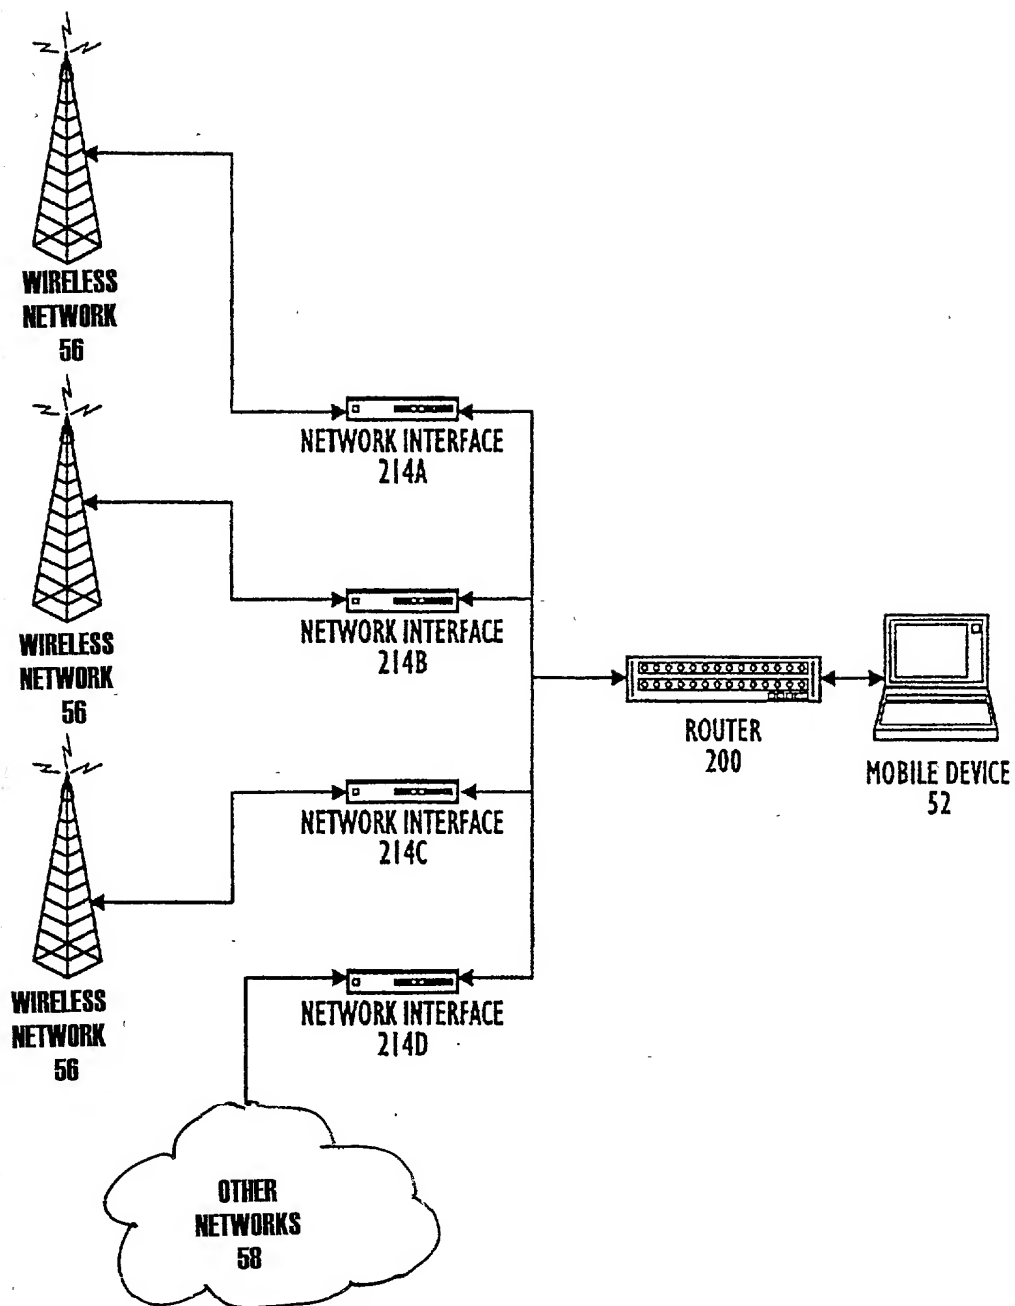 WIRELESS
NETWORK
56
NETWORK INTERFACE
214A
WIRELESS
NETWORK
56
NETWORK INTERFACE
214B
ROUTER
200
MOBILE DEVICE
52
NETWORK INTERFACE
214C
WIRELESS
NETWORK
56
NETWORK INTERFACE
214D
OTHER
NETWORKS
58